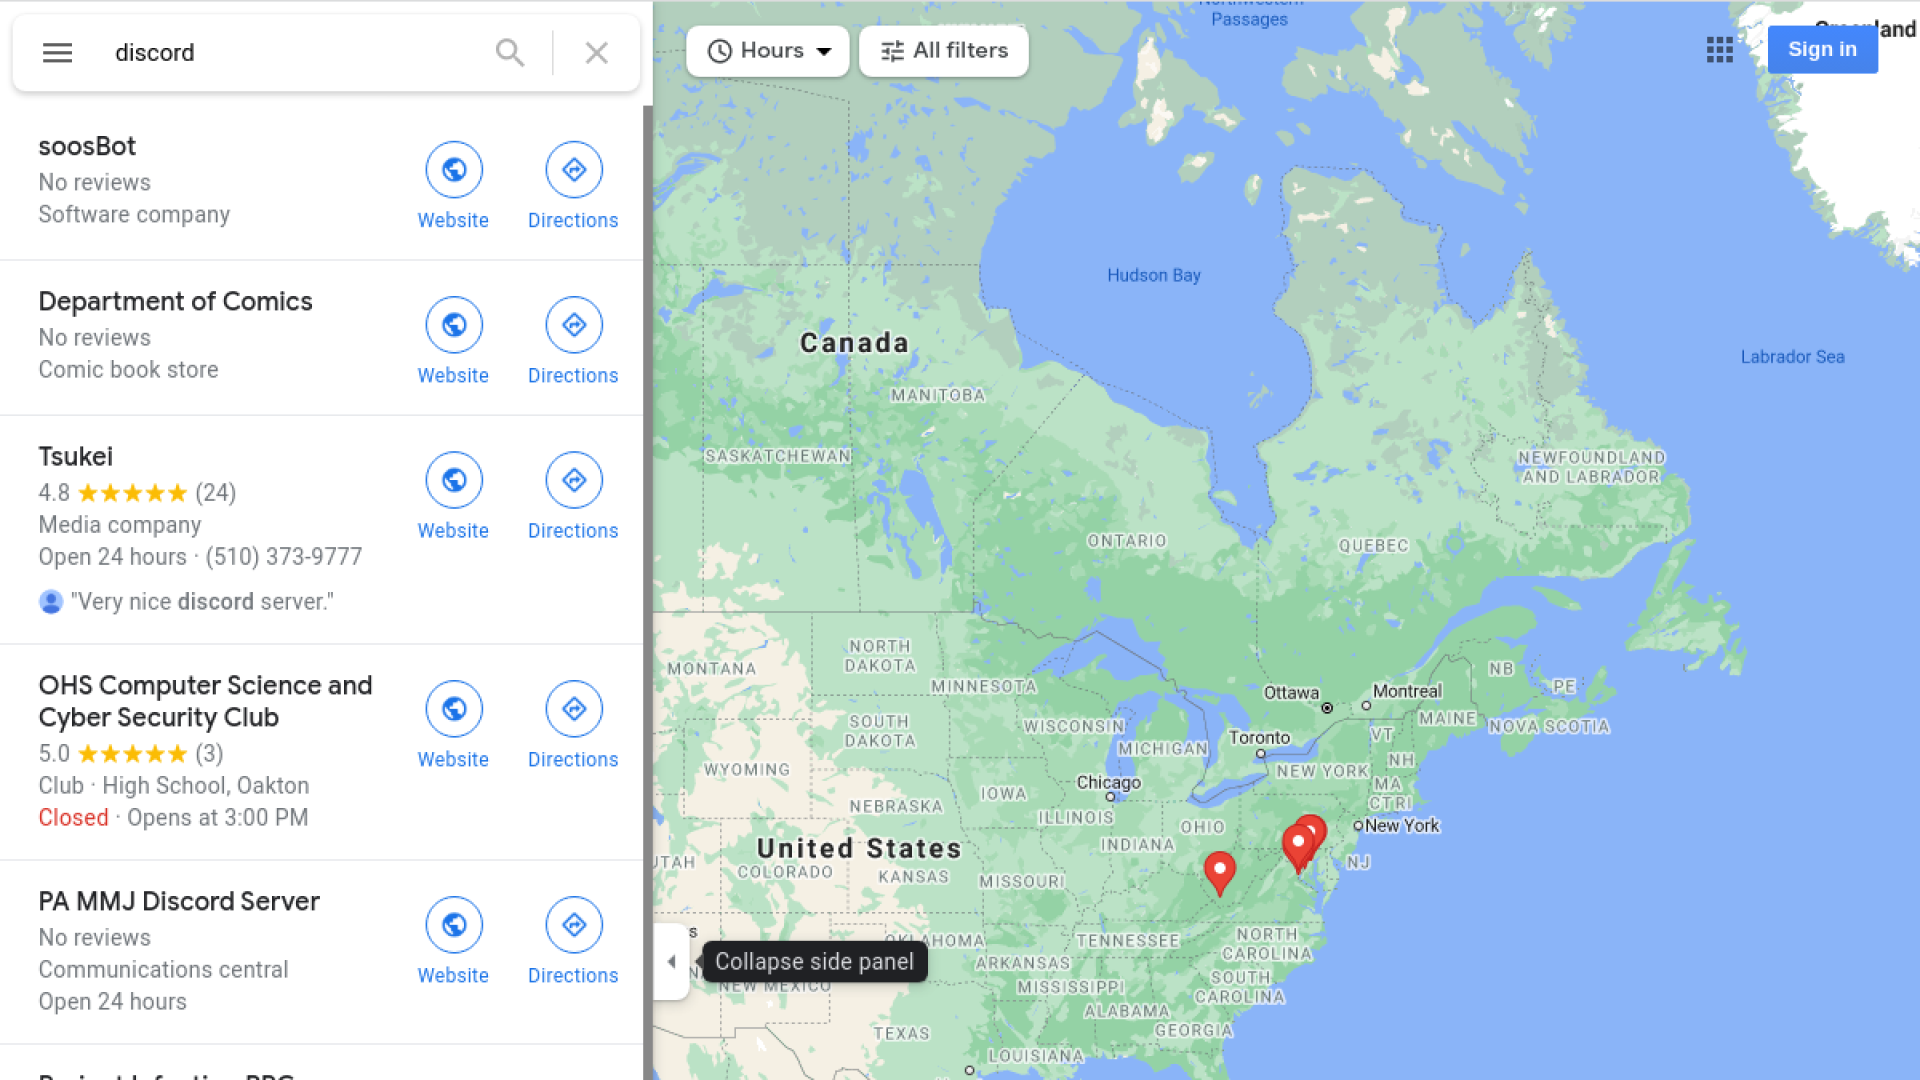 discord
soosBot
No reviews
Software company
Website
Directions
Department of Comics
No reviews
Comic book store
Website
Directions
Tsukei
4.8 (24)
Media company
Open 24 hours · (510) 373-9777
"Very nice discord server."
Website
Directions
OHS Computer Science and
Cyber Security Club
5.0 (3)
Club · High School, Oakton
Closed · Opens at 3:00 PM
Website
Directions
PA MMJ Discord Server
No reviews
Communications central
Open 24 hours
Website
Directions
Hours
All filters
Sign in
Passages
Hudson Bay
Labrador Sea
Canada
MANITOBA
SASKATCHEWAN
NEWFOUNDLAND
AND LABRADOR
ONTARIO
QUEBEC
NORTH
DAKOTA
MONTANA
MINNESOTA
Ottawa
Montreal
NB
PE
SOUTH
DAKOTA
WISCONSIN
MICHIGAN
Toronto
VT
MAINE
NOVA SCOTIA
WYOMING
Chicago
NEW YORK
NH
MA
CT RI
NEBRASKA
IOWA
ILLINOIS
OHIO
New York
INDIANA
NJ
United States
UTAH
COLORADO
KANSAS
MISSOURI
OKLAHOMA
TENNESSEE
NORTH
CAROLINA
Collapse side panel
ARKANSAS
SOUTH
CAROLINA
NEW MEXICO
MISSISSIPPI
ALABAMA
GEORGIA
TEXAS
LOUISIANA